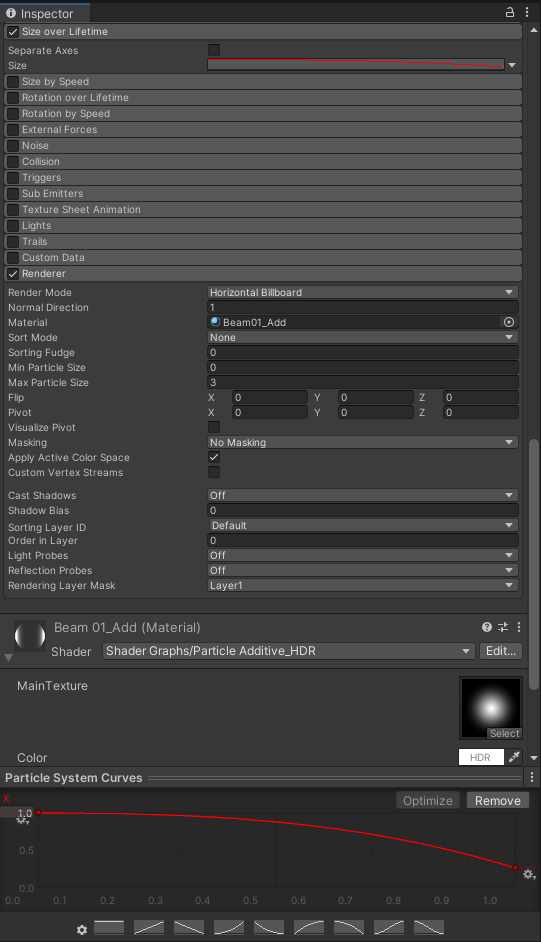 Inspector
Size over Lifetime
Separate Axes
Size
Size by Speed
Rotation over Lifetime
Rotation by Speed
External Forces
Noise
Collision
Triggers
Sub Emitters
Texture Sheet Animation
Lights
Trails
Custom Data
Renderer
Render Mode Horizontal Billboard
Normal Direction 1
Material Beam01_Add
Sort Mode None
Sorting Fudge 0
Min Particle Size 0
Max Particle Size 3
Flip X 0 Y 0 Z 0
Pivot X 0 Y 0 Z 0
Visualize Pivot
Masking No Masking
Apply Active Color Space
Custom Vertex Streams
Cast Shadows Off
Shadow Bias 0
Sorting Layer ID Default
Order in Layer 0
Light Probes Off
Reflection Probes Off
Rendering Layer Mask Layer1
Beam 01_Add (Material)
Shader Shader Graphs/Particle Additive_HDR Edit...
MainTexture
Select
Color HDR
Particle System Curves
X
Optimize Remove
1.0
0.5
0.0
0.0 0.1 0.2 0.3 0.4 0.5 0.6 0.7 0.8 0.9 1.0